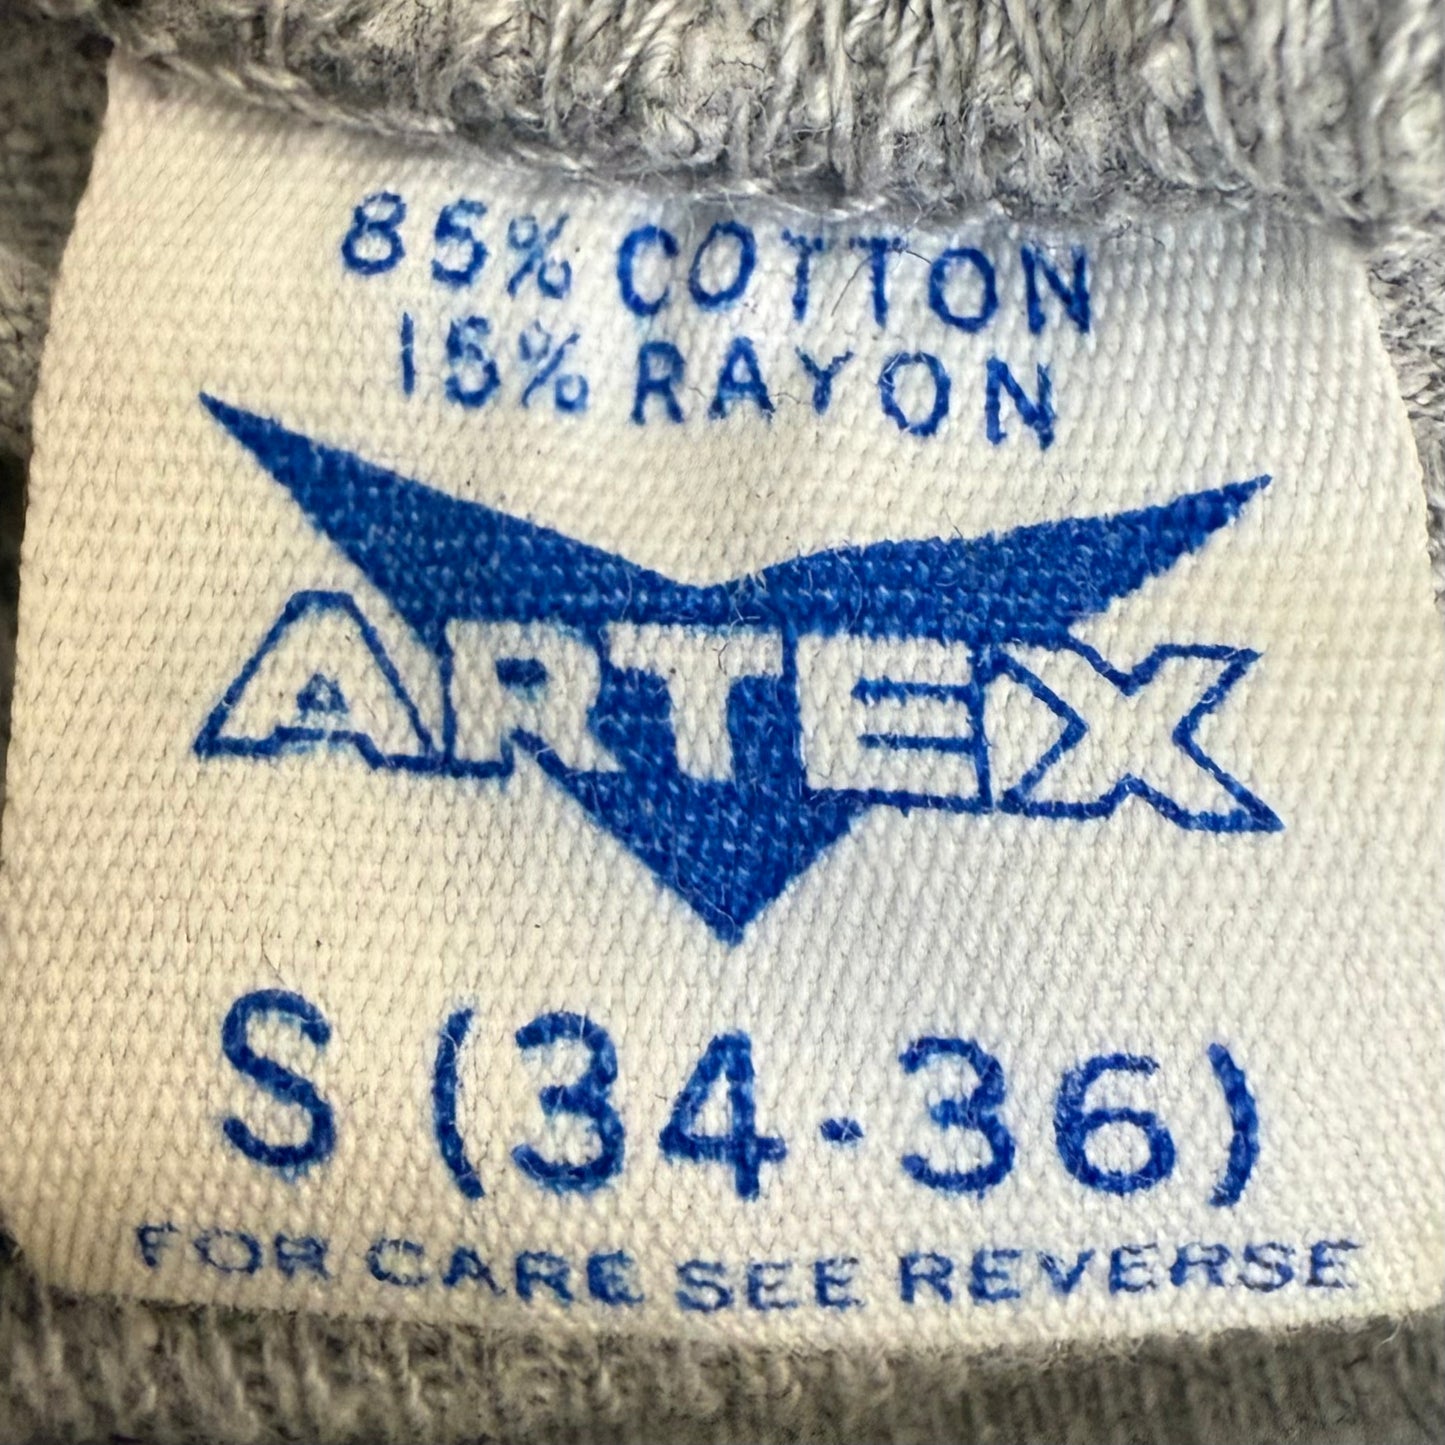 85% COTTON
15% RAYON
ARTEX
S (34-36)
FOR CARE SEE REVERSE